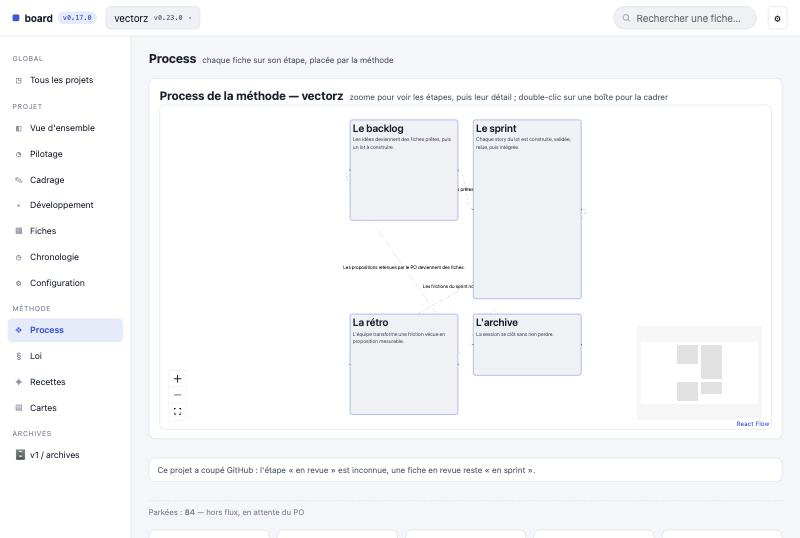 board v0.17.0
vectorz v0.23.0
Rechercher une fiche...
GLOBAL
Tous les projets
PROJET
Vue d'ensemble
Pilotage
Cadrage
Développement
Fiches
Chronologie
Configuration
MÉTHODE
Process
Loi
Recettes
Cartes
ARCHIVES
v1 / archives
Process chaque fiche sur son étape, placée par la méthode
Process de la méthode — vectorz zoome pour voir les étapes, puis leur détail ; double-clic sur une boîte pour la cadrer
Le backlog
Les idées deviennent des fiches prêtes, puis
un lot à construire.
Le sprint
Chaque story du lot est construite, validée,
relue, puis intégrée.
prêtes
Les propositions retenues par le PO deviennent des fiches.
Les frictions du sprint
La rétro
L'équipe transforme une friction vécue en
proposition mesurable.
L'archive
La session se clôt sans rien perdre.
React Flow
Ce projet a coupé GitHub : l'étape « en revue » est inconnue, une fiche en revue reste « en sprint ».
Parkées : 84 — hors flux, en attente du PO